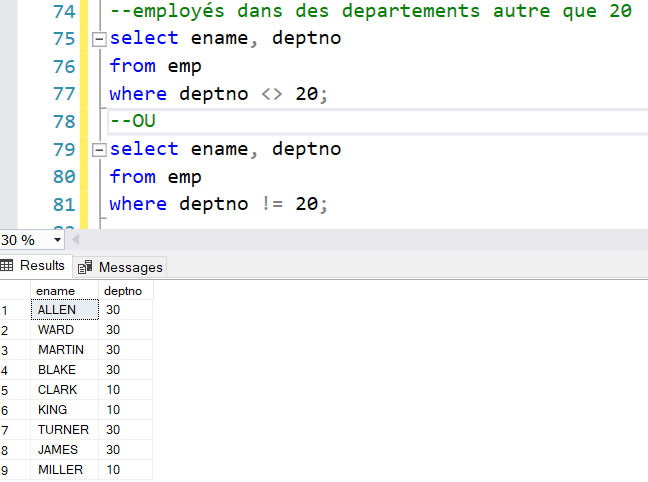 74 --employés dans des departements autre que 20
75 select ename, deptno
76 from emp
77 where deptno <> 20;
78 --OU
79 select ename, deptno
80 from emp
81 where deptno != 20;
30 %
Results Messages
ename deptno
1 ALLEN 30
2 WARD 30
3 MARTIN 30
4 BLAKE 30
5 CLARK 10
6 KING 10
7 TURNER 30
8 JAMES 30
9 MILLER 10